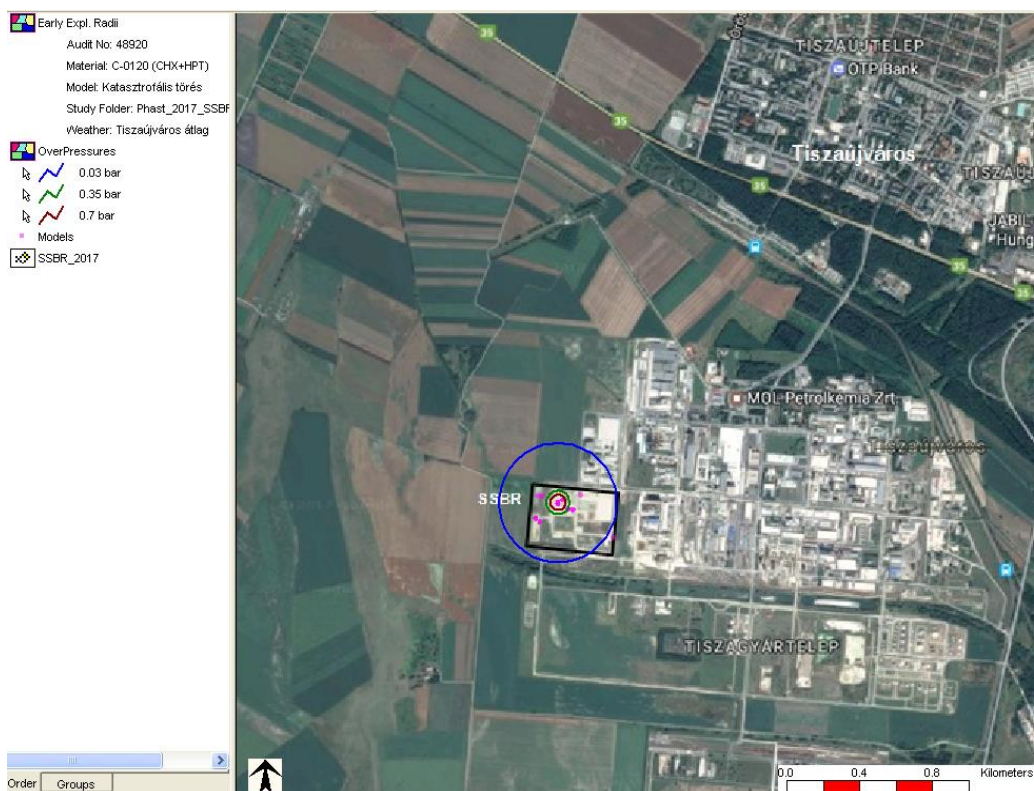 Early Expl. Radii
Audit No: 48920
Material: C-0120 (CHX+HPT)
Model: Katasztrofális törés
Study Folder: Phast_2017_SSBR
Weather: Tiszaújváros átlag
OverPressures
0.03 bar
0.35 bar
0.7 bar
Models
SSBR_2017
Order
Groups
35
TISZAÚJTELEP
OTP Bank
35
Tiszaújváros
35
TISZAÚJ
JABIL
Hung
35
35
MOL Petrolkémia Zrt.
Tiszaújváros
SSBR
TISZAGYÁRTELEP
0.0 0.4 0.8 Kilometers